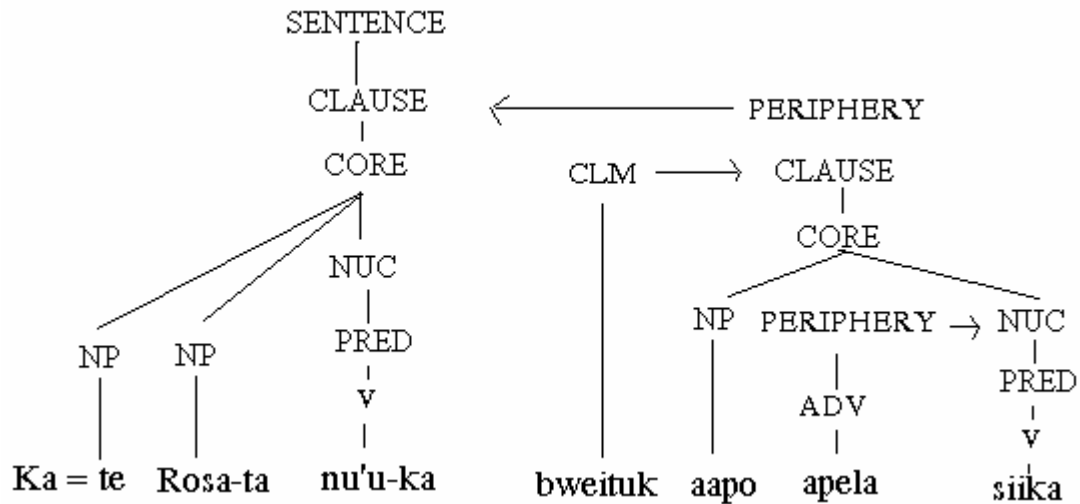 SENTENCE
CLAUSE PERIPHERY
CORE CLM CLAUSE
CORE
NUC
NP PERIPHERY NUC
NP NP PRED
PRED
v ADV
v
Ka = te Rosa-ta nu'u-ka bweituk aapo apela siika